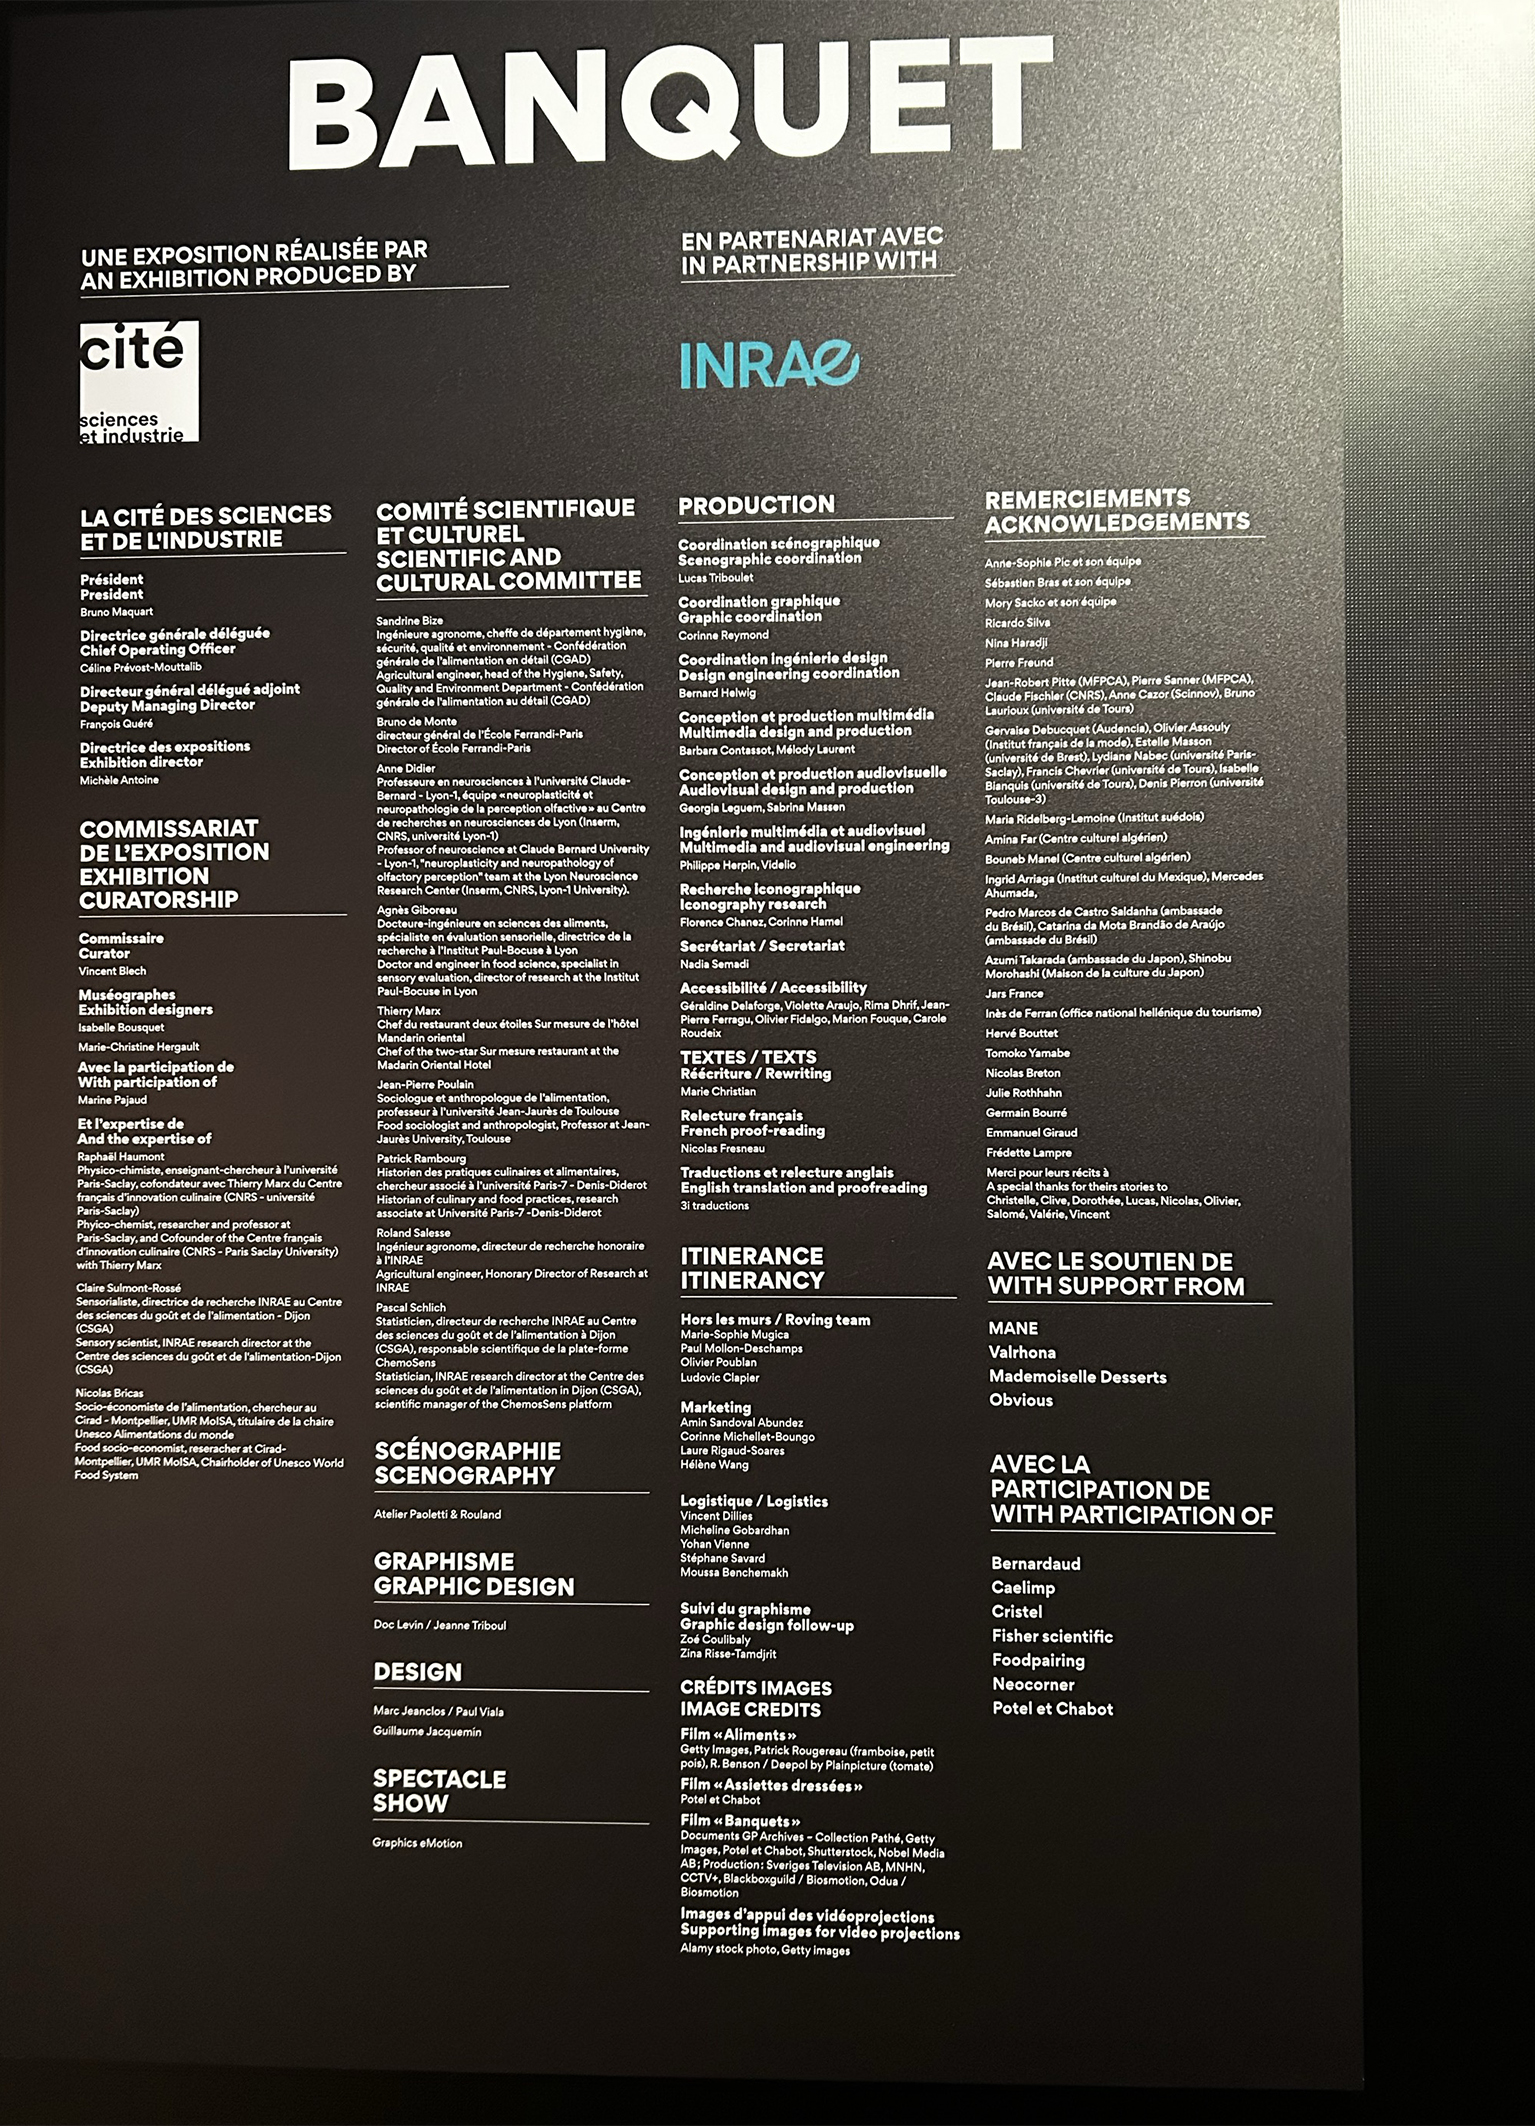 BANQUET
UNE EXPOSITION RÉALISÉE PAR
AN EXHIBITION PRODUCED BY
cité
sciences
et industrie
EN PARTENARIAT AVEC
IN PARTNERSHIP WITH
INRAE
LA CITÉ DES SCIENCES
ET DE L'INDUSTRIE
Président
President
Bruno Maquart
Directrice générale déléguée
Chief Operating Officer
Céline Prévost-Mouttalib
Directeur général délégué adjoint
Deputy Managing Director
François Quéré
Directrice des expositions
Exhibition director
Michèle Antoine
COMMISSARIAT
DE L'EXPOSITION
EXHIBITION
CURATORSHIP
Commissaire
Curator
Vincent Blech
Muséographes
Exhibition designers
Isabelle Bousquet
Marie-Christine Hergault
Avec la participation de
With participation of
Marine Pajaud
Et l'expertise de
And the expertise of
Raphaël Haumont
Physico-chimiste, enseignant-chercheur à l'université
Paris-Saclay, cofondateur avec Thierry Marx du Centre
français d'innovation culinaire (CNRS - université
Paris-Saclay)
Phyico-chemist, researcher and professor at
Paris-Saclay, and Cofounder of the Centre français
d'innovation culinaire (CNRS - Paris Saclay University)
with Thierry Marx
Claire Sulmont-Rossé
Sensorialiste, directrice de recherche INRAE au Centre
des sciences du goût et de l'alimentation - Dijon
(CSGA)
Sensory scientist, INRAE research director at the
Centre des sciences du goût et de l'alimentation-Dijon
(CSGA)
Nicolas Bricas
Socio-économiste de l'alimentation, chercheur au
Cirad - Montpellier, UMR MoISA, titulaire de la chaire
Unesco Alimentations du monde
Food socio-economist, reseracher at Cirad-
Montpellier, UMR MoISA, Chairholder of Unesco World
Food System
COMITÉ SCIENTIFIQUE
ET CULTUREL
SCIENTIFIC AND
CULTURAL COMMITTEE
Sandrine Bize
Ingénieure agronome, cheffe de département hygiène,
sécurité, qualité et environnement - Confédération
générale de l'alimentation en détail (CGAD)
Agricultural engineer, head of the Hygiene, Safety,
Quality and Environment Department - Confédération
générale de l'alimentation au détail (CGAD)
Bruno de Monte
directeur général de l'École Ferrandi-Paris
Director of École Ferrandi-Paris
Anne Didier
Professeure en neurosciences à l'université Claude-
Bernard - Lyon-1, équipe «neuroplasticité et
neuropathologie de la perception olfactive» au Centre
de recherches en neurosciences de Lyon (Inserm,
CNRS, université Lyon-1)
Professor of neuroscience at Claude Bernard University
- Lyon-1, "neuroplasticity and neuropathology of
olfactory perception" team at the Lyon Neuroscience
Research Center (Inserm, CNRS, Lyon-1 University).
Agnès Giboreau
Docteure-ingénieure en sciences des aliments,
spécialiste en évaluation sensorielle, directrice de la
recherche à l'Institut Paul-Bocuse à Lyon
Doctor and engineer in food science, specialist in
sensory evaluation, director of research at the Institut
Paul-Bocuse in Lyon
Thierry Marx
Chef du restaurant deux étoiles Sur mesure de l'hôtel
Mandarin oriental
Chef of the two-star Sur mesure restaurant at the
Madarin Oriental Hotel
Jean-Pierre Poulain
Sociologue et anthropologue de l'alimentation,
professeur à l'université Jean-Jaurès de Toulouse
Food sociologist and anthropologist, Professor at Jean-
Jaurès University, Toulouse
Patrick Rambourg
Historien des pratiques culinaires et alimentaires,
chercheur associé à l'université Paris-7 - Denis-Diderot
Historian of culinary and food practices, research
associate at Université Paris-7 -Denis-Diderot
Roland Salesse
Ingénieur agronome, directeur de recherche honoraire
à l'INRAE
Agricultural engineer, Honorary Director of Research at
INRAE
Pascal Schlich
Statisticien, directeur de recherche INRAE au Centre
des sciences du goût et de l'alimentation à Dijon
(CSGA), responsable scientifique de la plate-forme
ChemoSens
Statistician, INRAE research director at the Centre des
sciences du goût et de l'alimentation in Dijon (CSGA),
scientific manager of the ChemosSens platform
SCÉNOGRAPHIE
SCENOGRAPHY
Atelier Paoletti & Rouland
GRAPHISME
GRAPHIC DESIGN
Doc Levin / Jeanne Triboul
DESIGN
Marc Jeanclos / Paul Viala
Guillaume Jacquemin
SPECTACLE
SHOW
Graphics eMotion
PRODUCTION
Coordination scénographique
Scenographic coordination
Lucas Triboulet
Coordination graphique
Graphic coordination
Corinne Reymond
Coordination ingénierie design
Design engineering coordination
Bernard Helwig
Conception et production multimédia
Multimedia design and production
Barbara Contassot, Mélody Laurent
Conception et production audiovisuelle
Audiovisual design and production
Georgia Leguem, Sabrina Massen
Ingénierie multimédia et audiovisuel
Multimedia and audiovisual engineering
Philippe Herpin, Videlio
Recherche iconographique
Iconography research
Florence Chanez, Corinne Hamel
Secrétariat / Secretariat
Nadia Semadi
Accessibilité / Accessibility
Géraldine Delaforge, Violette Araujo, Rima Dhrif, Jean-
Pierre Ferragu, Olivier Fidalgo, Marion Fouque, Carole
Roudeix
TEXTES / TEXTS
Réécriture / Rewriting
Marie Christian
Relecture français
French proof-reading
Nicolas Fresneau
Traductions et relecture anglais
English translation and proofreading
3i traductions
ITINERANCE
ITINERANCY
Hors les murs / Roving team
Marie-Sophie Mugica
Paul Mollon-Deschamps
Olivier Poublan
Ludovic Clapier
Marketing
Amin Sandoval Abundez
Corinne Michellet-Boungo
Laure Rigaud-Soares
Hélène Wang
Logistique / Logistics
Vincent Dillies
Micheline Gobardhan
Yohan Vienne
Stéphane Savard
Moussa Benchemakh
Suivi du graphisme
Graphic design follow-up
Zoé Coulibaly
Zina Risse-Tamdjrit
CRÉDITS IMAGES
IMAGE CREDITS
Film «Aliments»
Getty Images, Patrick Rougereau (framboise, petit
pois), R. Benson / Deepol by Plainpicture (tomate)
Film «Assiettes dressées»
Potel et Chabot
Film «Banquets»
Documents GP Archives – Collection Pathé, Getty
Images, Potel et Chabot, Shutterstock, Nobel Media
AB; Production: Sveriges Television AB, MNHN,
CCTV+, Blackboxguild / Biosmotion, Odua /
Biosmotion
Images d'appui des vidéoprojections
Supporting images for video projections
Alamy stock photo, Getty Images
REMERCIEMENTS
ACKNOWLEDGEMENTS
Anne-Sophie Pic et son équipe
Sébastien Bras et son équipe
Mory Sacko et son équipe
Ricardo Silva
Nina Haradji
Pierre Freund
Jean-Robert Pitte (MFPCA), Pierre Sanner (MFPCA),
Claude Fischler (CNRS), Anne Cazor (Scinnov), Bruno
Laurioux (université de Tours)
Gervaise Debucquet (Audencia), Olivier Assouly
(Institut français de la mode), Estelle Masson
(université de Brest), Lydiane Nabec (université Paris-
Saclay), Francis Chevrier (université de Tours), Isabelle
Bianquis (université de Tours), Denis Pierron (université
Toulouse-3)
Maria Ridelberg-Lemoine (Institut suédois)
Amina Far (Centre culturel algérien)
Bouneb Manel (Centre culturel algérien)
Ingrid Arriaga (Institut culturel du Mexique), Mercedes
Ahumada,
Pedro Marcos de Castro Saldanha (ambassade
du Brésil), Catarina da Mota Brandão de Araújo
(ambassade du Brésil)
Azumi Takarada (ambassade du Japon), Shinobu
Morohashi (Maison de la culture du Japon)
Jars France
Inès de Ferran (office national hellénique du tourisme)
Hervé Bouttet
Tomoko Yamabe
Nicolas Breton
Julie Rothhahn
Germain Bourré
Emmanuel Giraud
Frédette Lampre
Merci pour leurs récits à
A special thanks for theirs stories to
Christelle, Clive, Dorothée, Lucas, Nicolas, Olivier,
Salomé, Valérie, Vincent
AVEC LE SOUTIEN DE
WITH SUPPORT FROM
MANE
Valrhona
Mademoiselle Desserts
Obvious
AVEC LA
PARTICIPATION DE
WITH PARTICIPATION OF
Bernardaud
Caelimp
Cristel
Fisher scientific
Foodpairing
Neocorner
Potel et Chabot